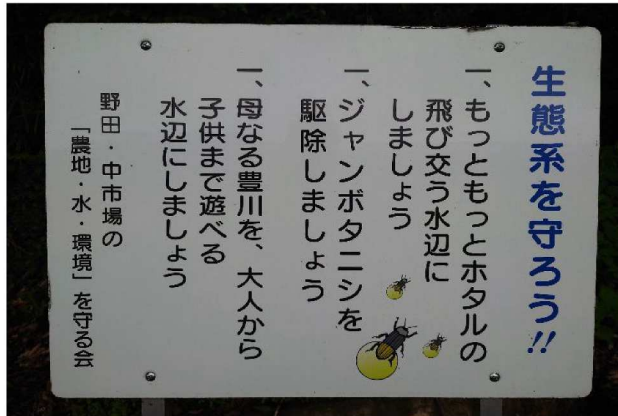 生態系を守ろう!!
一、もっともっとホタルの
飛び交う水辺に
しましょう
一、ジャンボタニシを
駆除しましょう
一、母なる豊川を、大人から
子供まで遊べる
水辺にしましょう
野田・中市場の
「農地・水・環境」を守る会